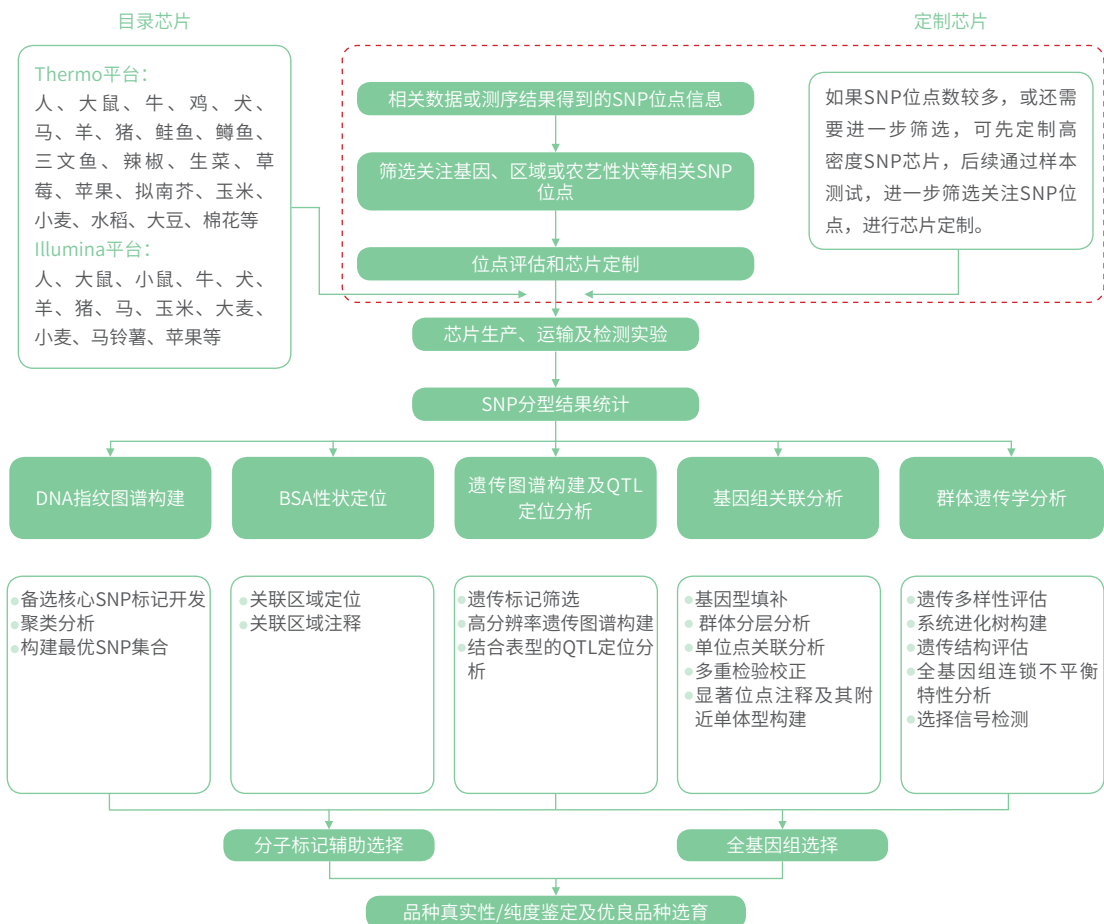 目录芯片
定制芯片
Thermo平台：
人、大鼠、牛、鸡、犬、
马、羊、猪、鲑鱼、鳟鱼、
三文鱼、辣椒、生菜、草
莓、苹果、拟南芥、玉米、
小麦、水稻、大豆、棉花等
Illumina平台：
人、大鼠、小鼠、牛、犬、
羊、猪、马、玉米、大麦、
小麦、马铃薯、苹果等
相关数据或测序结果得到的SNP位点信息
筛选关注基因、区域或农艺性状等相关SNP
位点
位点评估和芯片定制
如果SNP位点数较多，或还需
要进一步筛选，可先定制高
密度SNP芯片，后续通过样本
测试，进一步筛选关注SNP位
点，进行芯片定制。
芯片生产、运输及检测实验
SNP分型结果统计
DNA指纹图谱构建
BSA性状定位
遗传图谱构建及QTL
定位分析
基因组关联分析
群体遗传学分析
备选核心SNP标记开发
聚类分析
构建最优SNP集合
关联区域定位
关联区域注释
遗传标记筛选
高分辨率遗传图谱构建
结合表型的QTL定位分
析
基因型填补
群体分层分析
单位点关联分析
多重检验校正
显著位点注释及其附
近单体型构建
遗传多样性评估
系统进化树构建
遗传结构评估
全基因组连锁不平衡
特性分析
选择信号检测
分子标记辅助选择
全基因组选择
品种真实性/纯度鉴定及优良品种选育